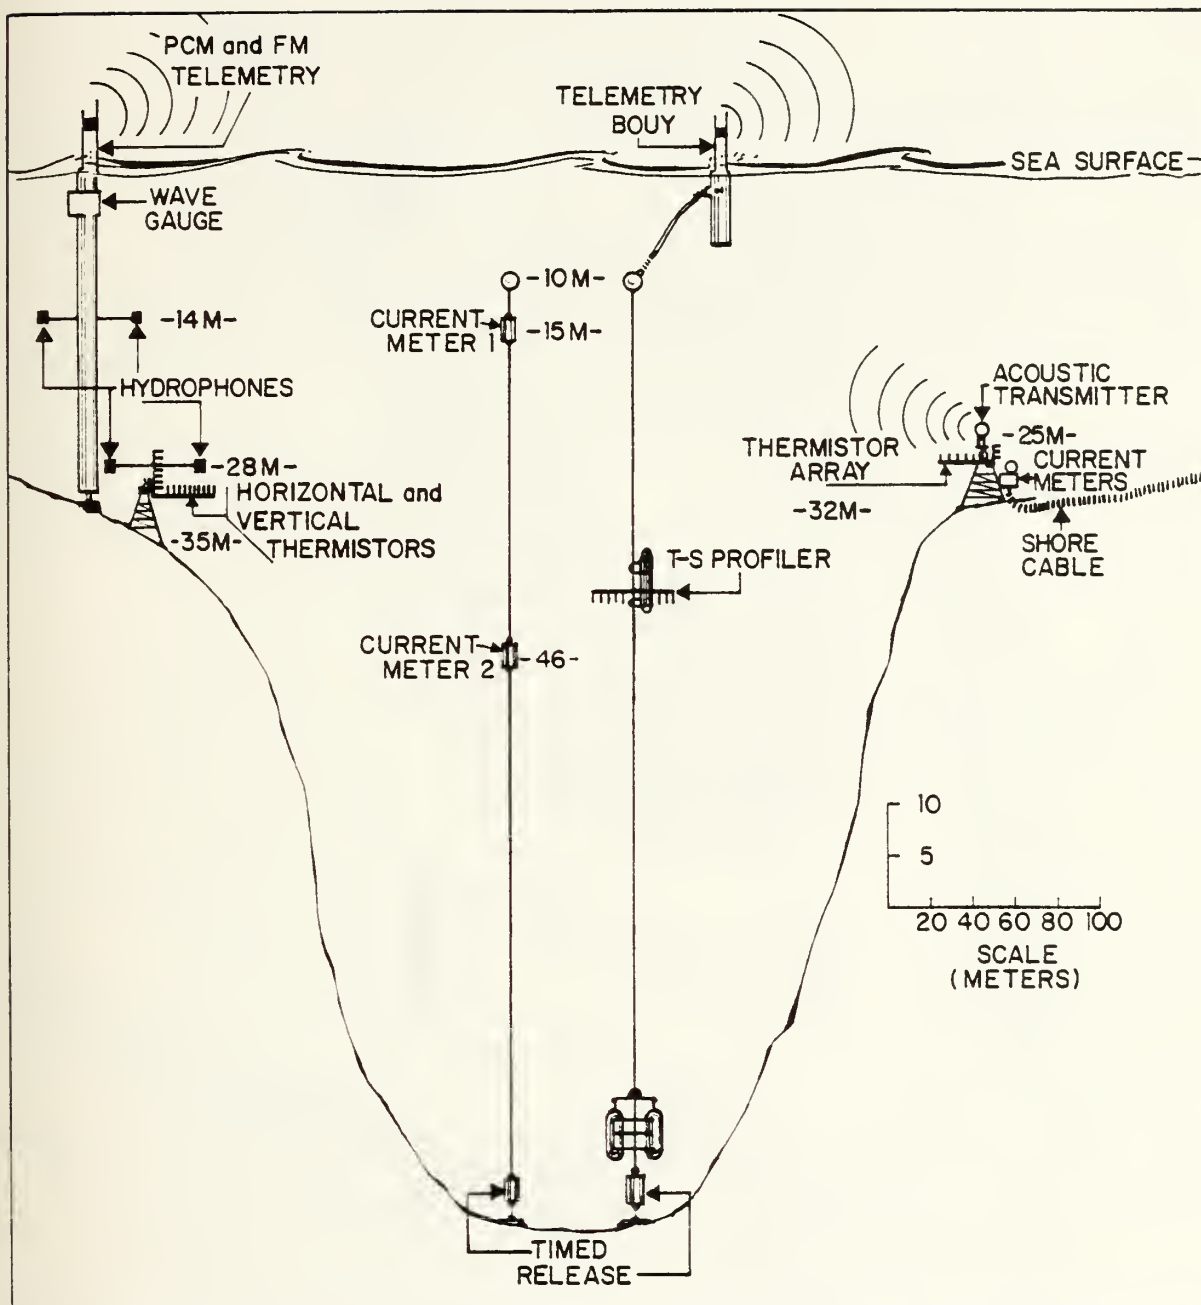 PCM and FM
TELEMETRY
TELEMETRY
BOUY
SEA SURFACE
WAVE
GAUGE
-10M-
-14M-
CURRENT
METER 1
-15M-
HYDROPHONES
ACOUSTIC
TRANSMITTER
-25M-
THERMISTOR
ARRAY
CURRENT
METERS
-28M-
HORIZONTAL and
VERTICAL
THERMISTORS
-32M-
-35M-
SHORE
CABLE
T-S PROFILER
CURRENT
METER 2
-46-
10
5
20 40 60 80 100
SCALE
(METERS)
TIMED
RELEASE